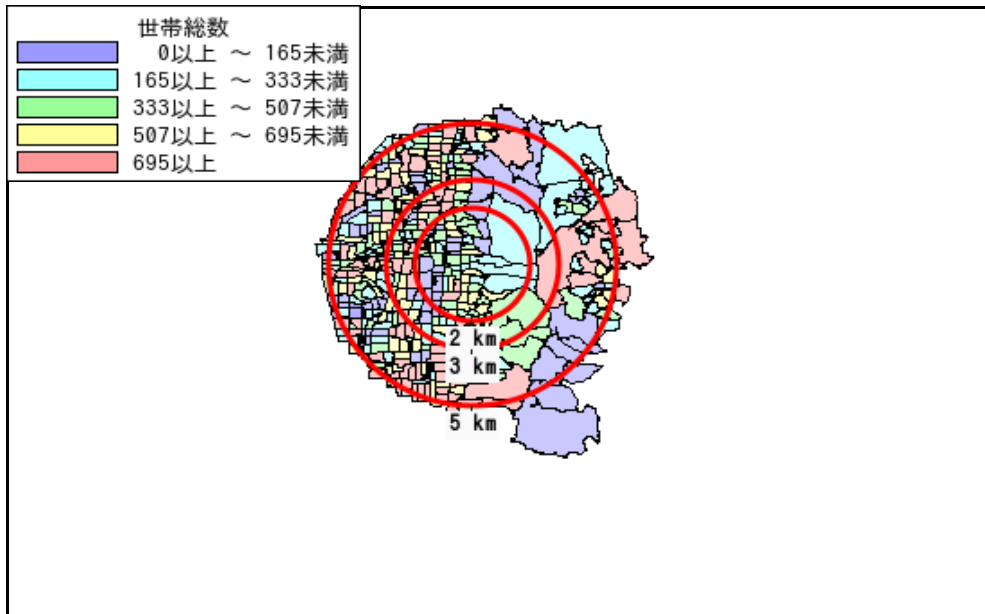 世帯総数
0以上 ～ 165未満
165以上 ～ 333未満
333以上 ～ 507未満
507以上 ～ 695未満
695以上
2 km
3 km
5 km